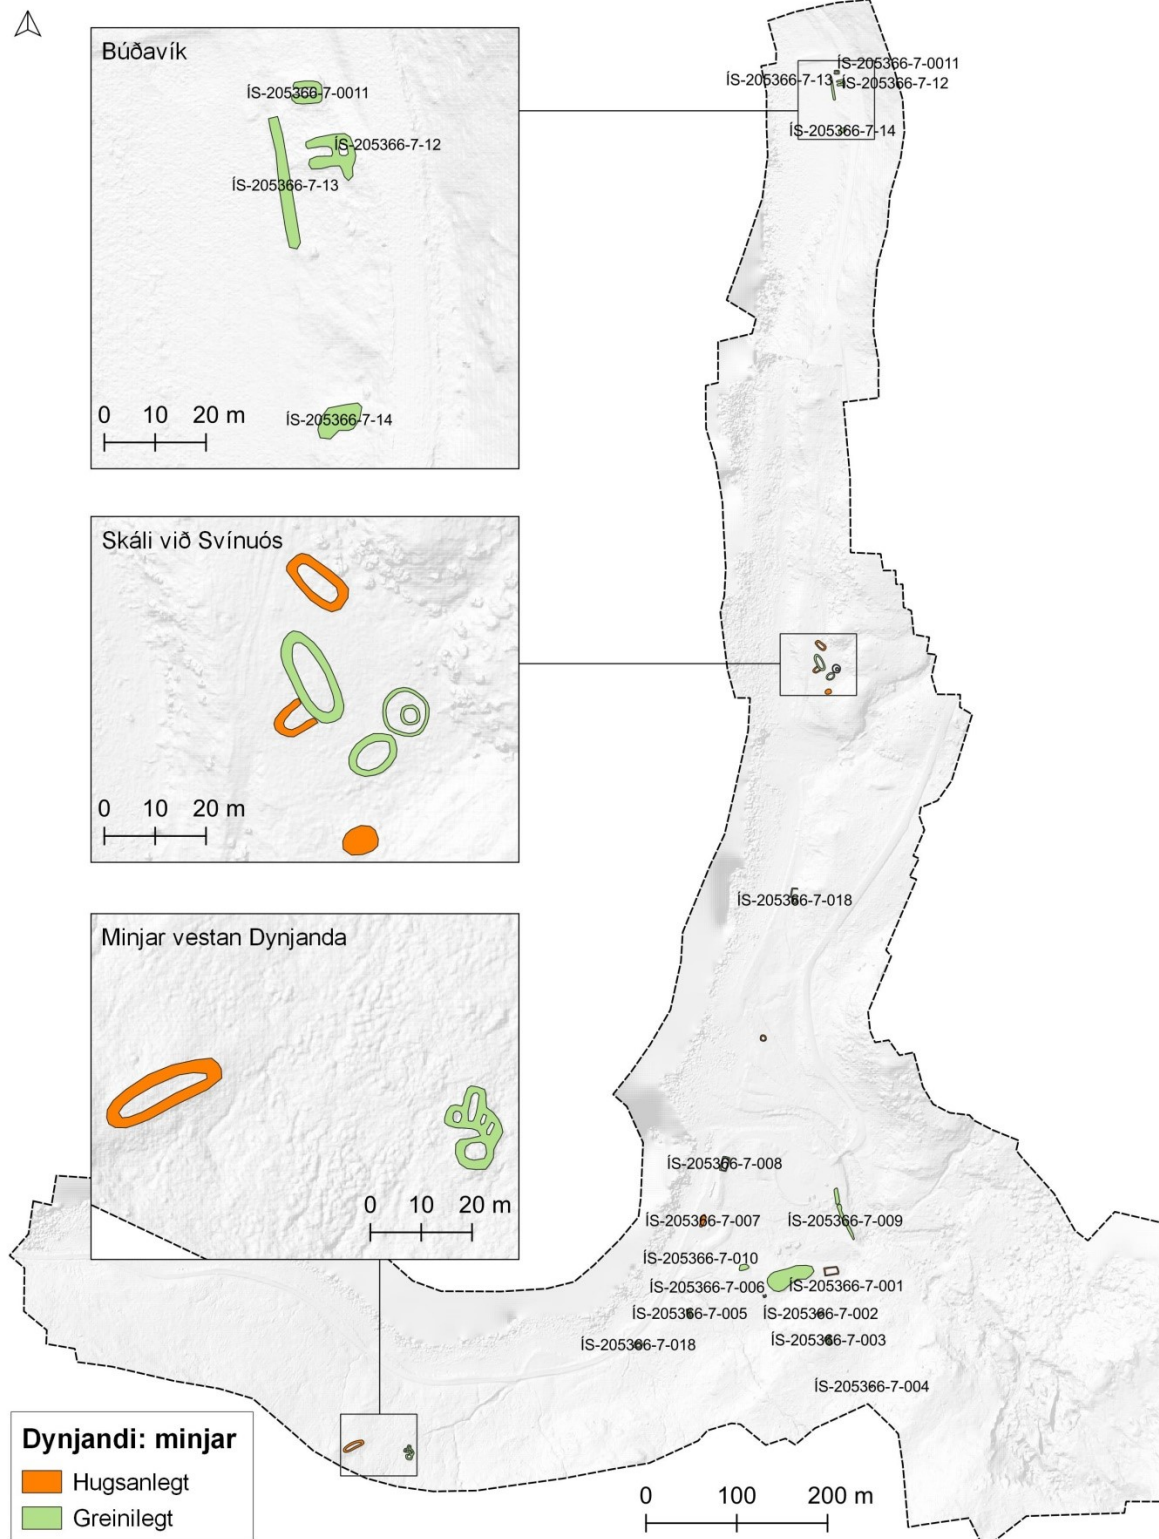 Búðavík
ÍS-205366-7-0011
ÍS-205366-7-12
ÍS-205366-7-13
ÍS-205366-7-14
0 10 20 m
Skáli við Svínuós
0 10 20 m
Minjar vestan Dynjanda
0 10 20 m
ÍS-205366-7-0011
ÍS-205366-7-13
ÍS-205366-7-12
ÍS-205366-7-14
ÍS-205366-7-018
ÍS-205366-7-008
ÍS-205366-7-007
ÍS-205366-7-009
ÍS-205366-7-010
ÍS-205366-7-006
ÍS-205366-7-001
ÍS-205366-7-005
ÍS-205366-7-002
ÍS-205366-7-018
ÍS-205366-7-003
ÍS-205366-7-004
Dynjandi: minjar
Hugsanlegt
Greinilegt
0 100 200 m